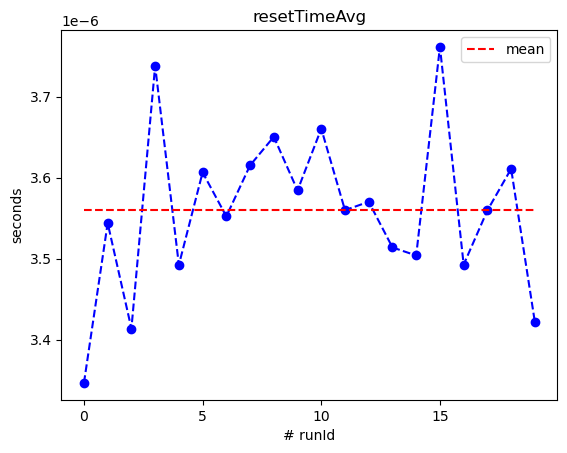 resetTimeAvg
1e−6
mean
3.7
3.6
3.5
3.4
seconds
0 5 10 15
# runId